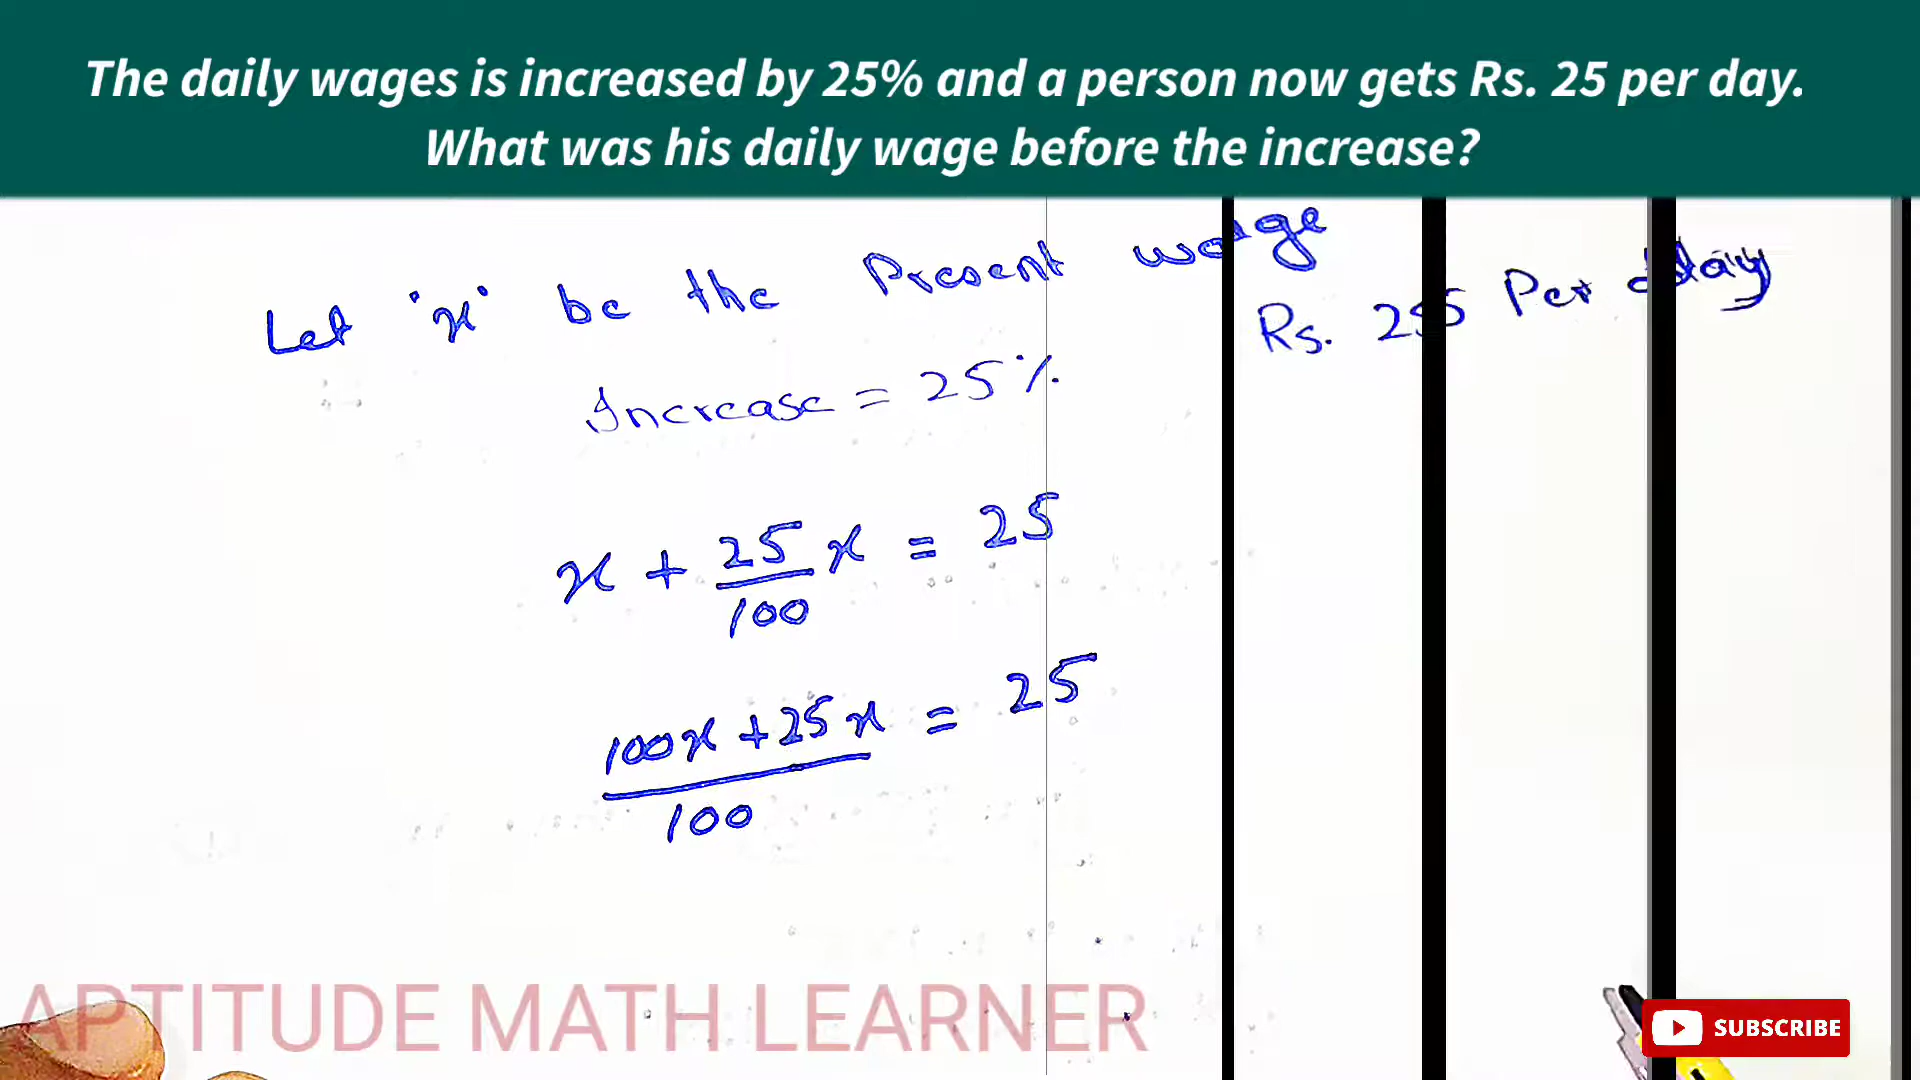 The daily wages is increased by 25% and a person now gets Rs. 25 per day.
What was his daily wage before the increase?
Let 'x' be the Present wage
Rs. 25 Per day
Increase = 25%
x + 25/100 x = 25
100x + 25x / 100 = 25
APTITUDE MATH LEARNER
SUBSCRIBE